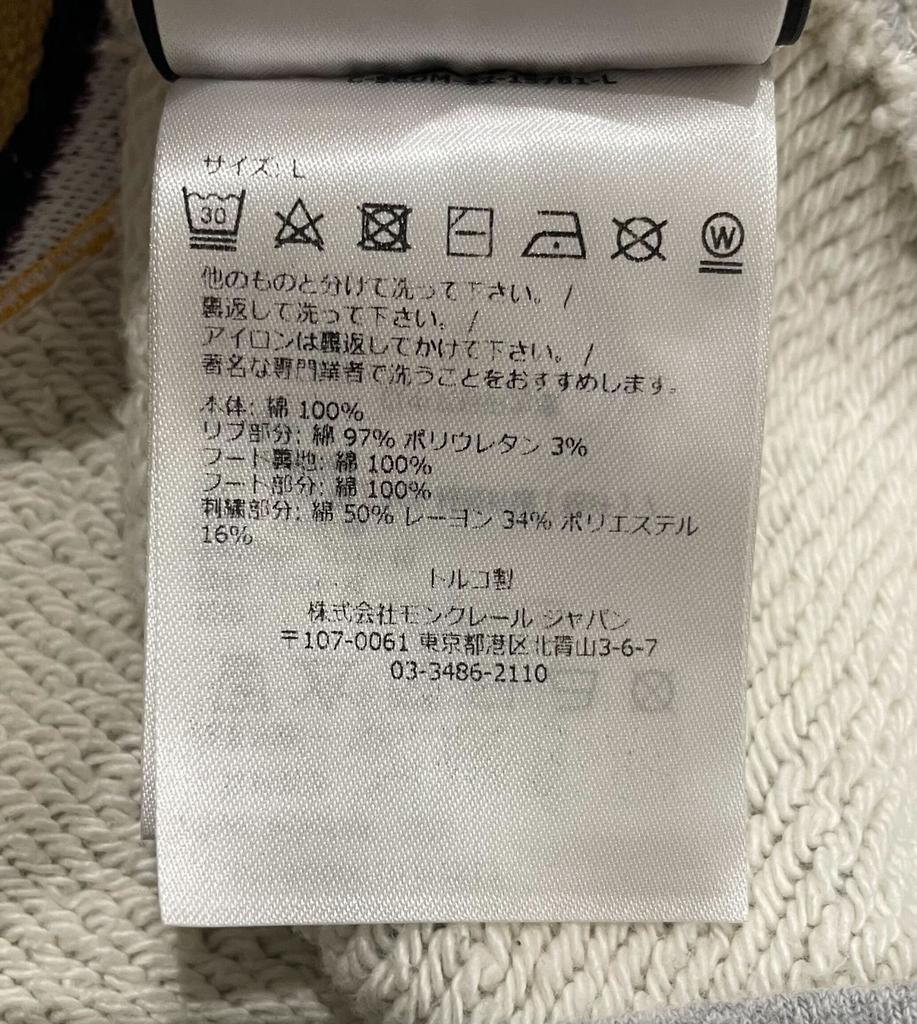 サイズ: L
30
W
他のものと分けて洗って下さい。 /
裏返して洗って下さい。 /
アイロンは裏返してかけて下さい。 /
著名な専門業者で洗うことをおすすめします。
本体: 綿 100%
リブ部分: 綿 97% ポリウレタン 3%
フード裏地: 綿 100%
フード部分: 綿 100%
刺繍部分: 綿 50% レーヨン 34% ポリエステル
16%
トルコ製
株式会社モンクレール ジャパン
〒107-0061 東京都港区北青山3-6-7
03-3486-2110